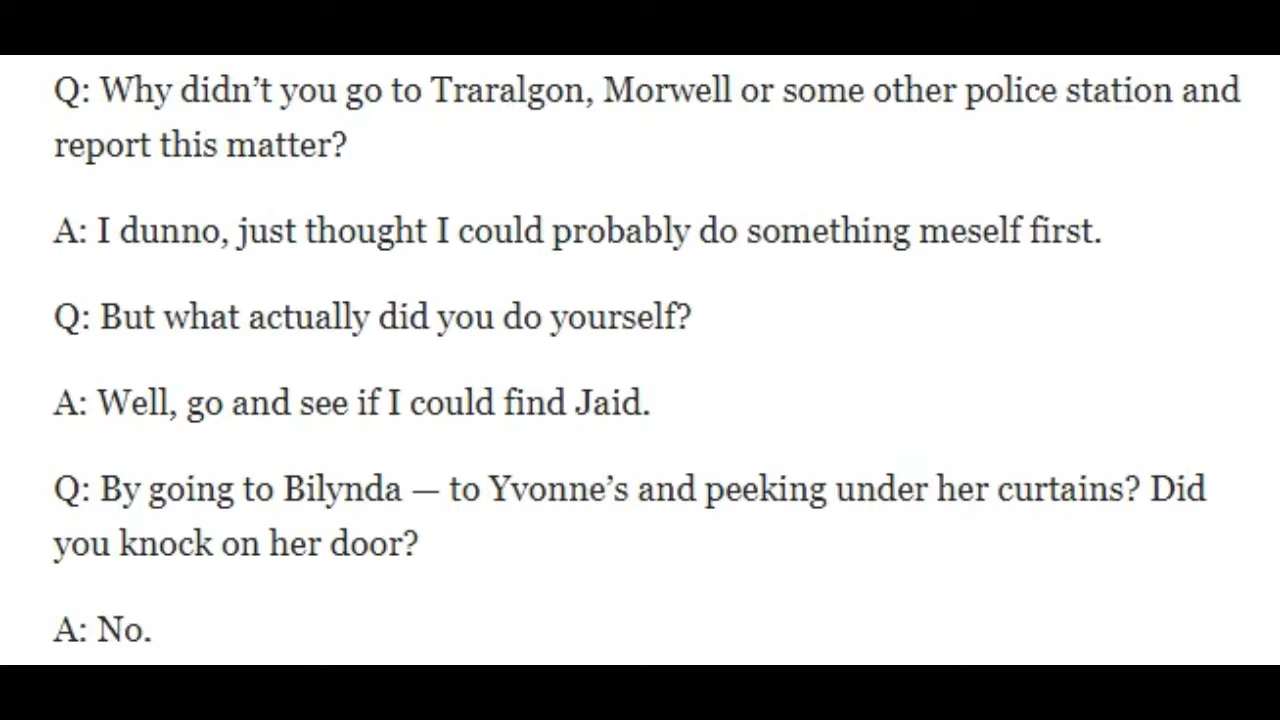 Q: Why didn’t you go to Traralgon, Morwell or some other police station and
report this matter?
A: I dunno, just thought I could probably do something meself first.
Q: But what actually did you do yourself?
A: Well, go and see if I could find Jaid.
Q: By going to Bilynda — to Yvonne’s and peeking under her curtains? Did
you knock on her door?
A: No.